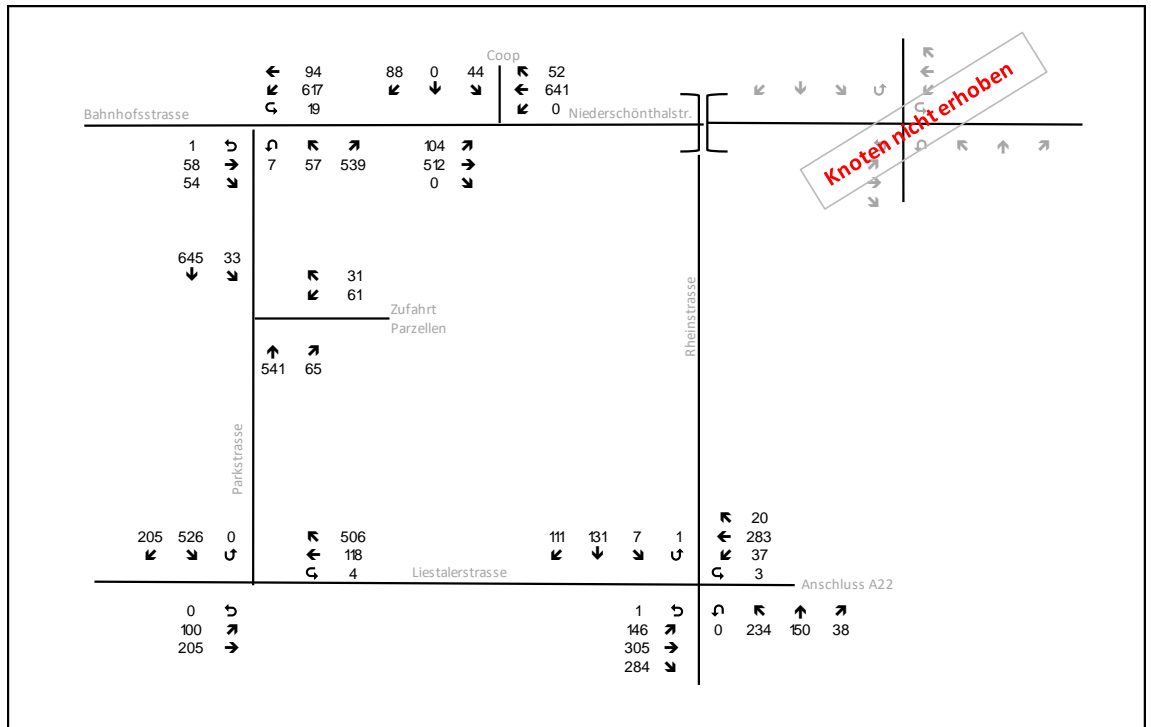 Coop
94 88 0 44 52
617 641
19 0 Niederschönthalstr.
Bahnhofsstrasse
Knoten nicht erhoben
1 104
58 7 57 539 512
54 0
645 33
31
61
Zufahrt
Parzellen
541 65
Rheinstrasse
Parkstrasse
20
205 526 0 506 111 131 7 1 283
118 37
4 Liestalerstrasse 3
Anschluss A22
0 1
100 146 0 234 150 38
205 305
284